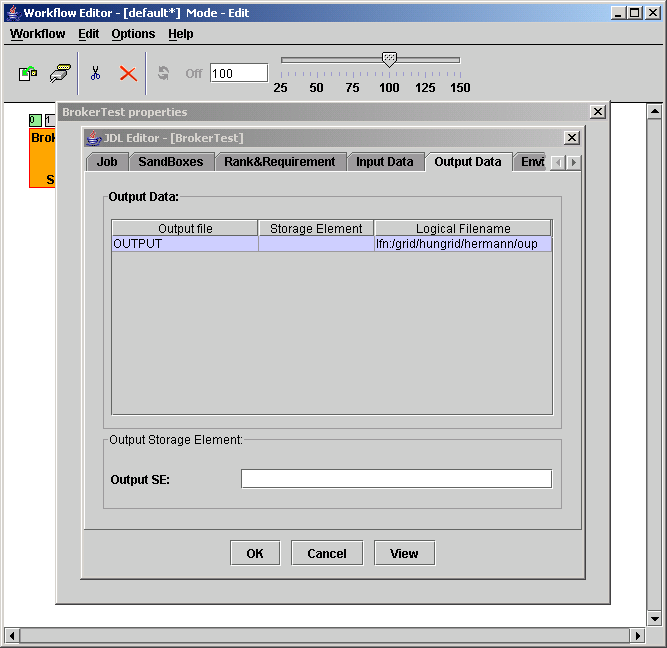 Workflow Editor - [default*] Mode - Edit
Workflow Edit Options Help
Off 100
25 50 75 100 125 150
0 1
BrokerTest properties
JDL Editor - [BrokerTest]
Job SandBoxes Rank&Requirement Input Data Output Data Envi
Output Data:
Output file Storage Element Logical Filename
OUTPUT lfn:/grid/hungrid/hermann/oup
Output Storage Element:
Output SE:
OK Cancel View
Brok
S